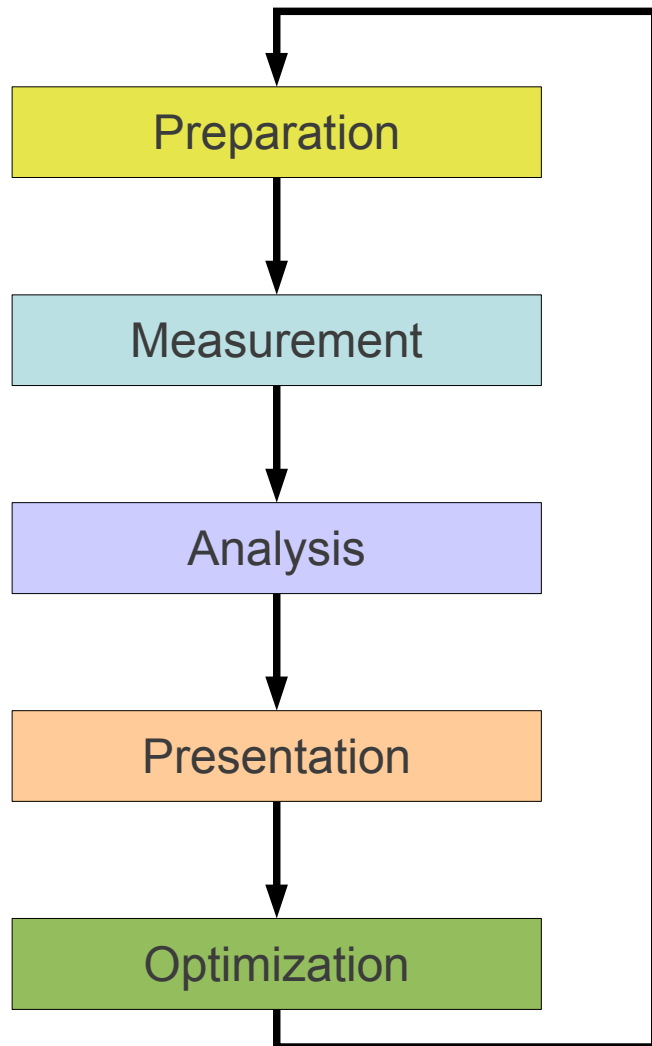 Preparation
Measurement
Analysis
Presentation
Optimization